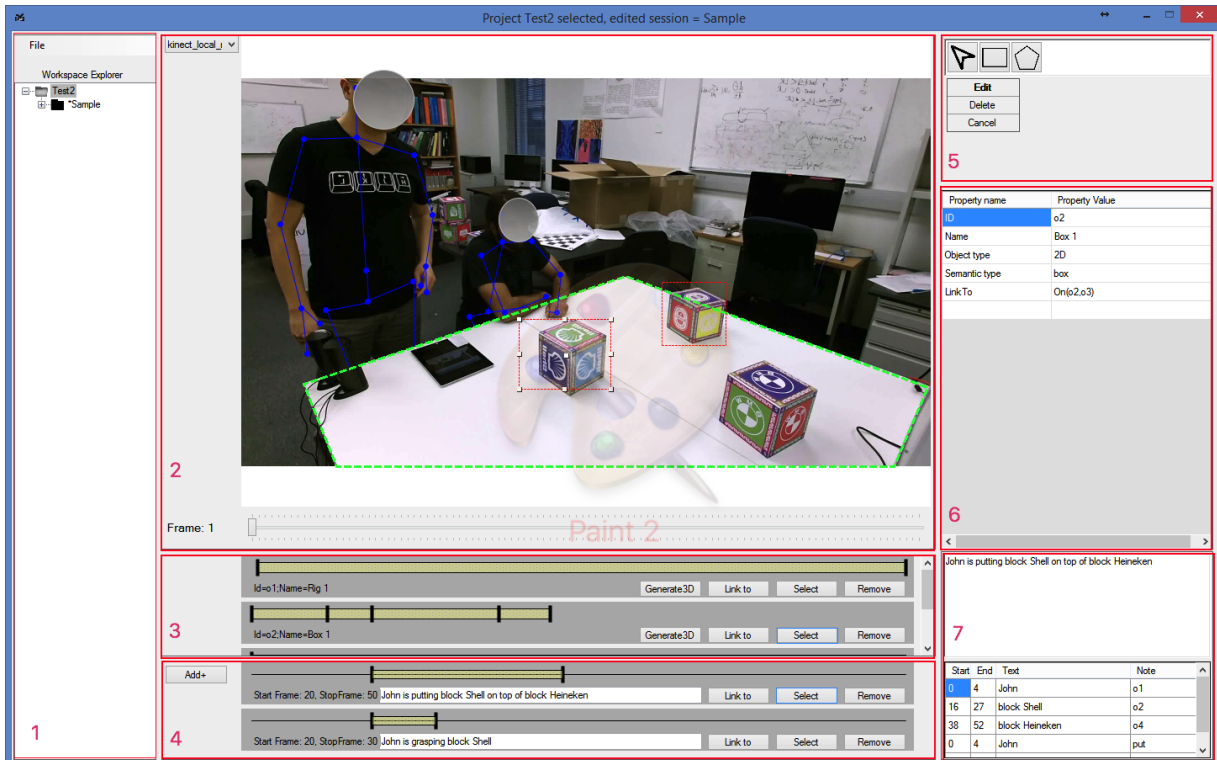 Project Test2 selected, edited session = Sample
File
Workspace Explorer
Test2
*Sample
1
kinect_local_
2
Frame: 1
Paint 2
3
Id=o1;Name=Rig 1
Generate3D
Link to
Select
Remove
Id=o2;Name=Box 1
Generate3D
Link to
Select
Remove
4
Add+
Start Frame: 20, StopFrame: 50 John is putting block Shell on top of block Heineken
Link to
Select
Remove
Start Frame: 20, StopFrame: 30 John is grasping block Shell
Link to
Select
Remove
Edit
Delete
Cancel
5
Property name Property Value
ID o2
Name Box 1
Object type 2D
Semantic type box
LinkTo On(o2,o3)
6
John is putting block Shell on top of block Heineken
7
Start End Text Note
0 4 John o1
16 27 block Shell o2
38 52 block Heineken o4
0 4 John put